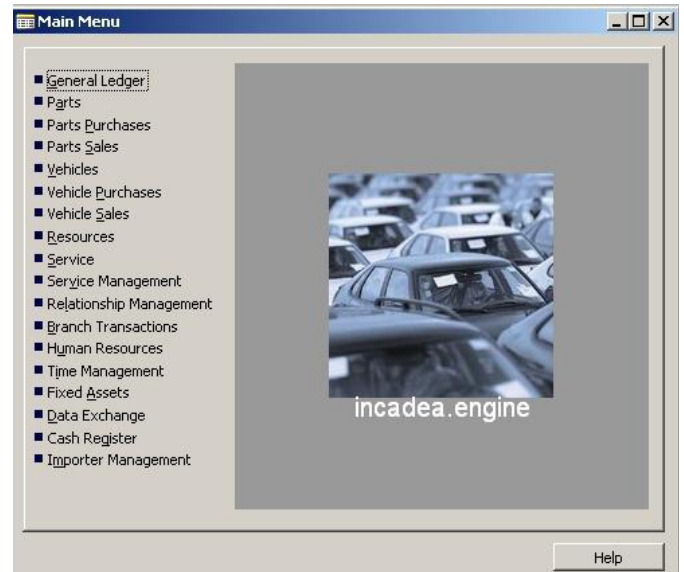 Main Menu
General Ledger
Parts
Parts Purchases
Parts Sales
Vehicles
Vehicle Purchases
Vehicle Sales
Resources
Service
Service Management
Relationship Management
Branch Transactions
Human Resources
Time Management
Fixed Assets
Data Exchange
Cash Register
Importer Management
incadea.engine
Help